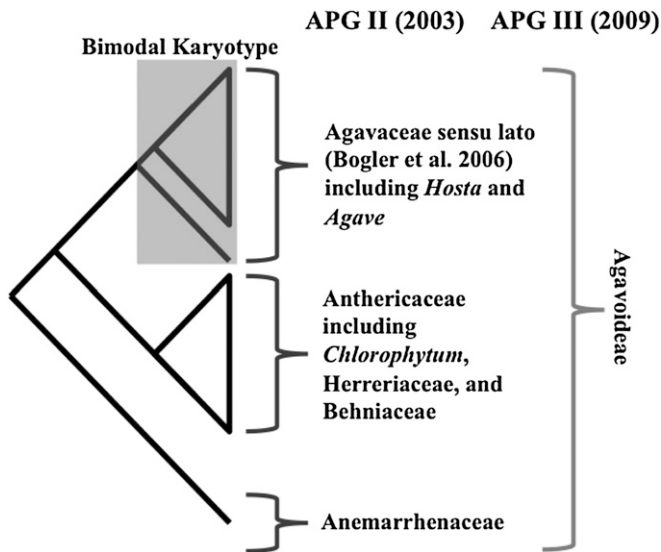 APG II (2003) APG III (2009)
Bimodal Karyotype
Agavaceae sensu lato
(Bogler et al. 2006)
including Hosta and
Agave
Anthericaceae
including
Chlorophytum,
Herreriaceae, and
Behniaceae
Anemarrhenaceae
Agavoideae